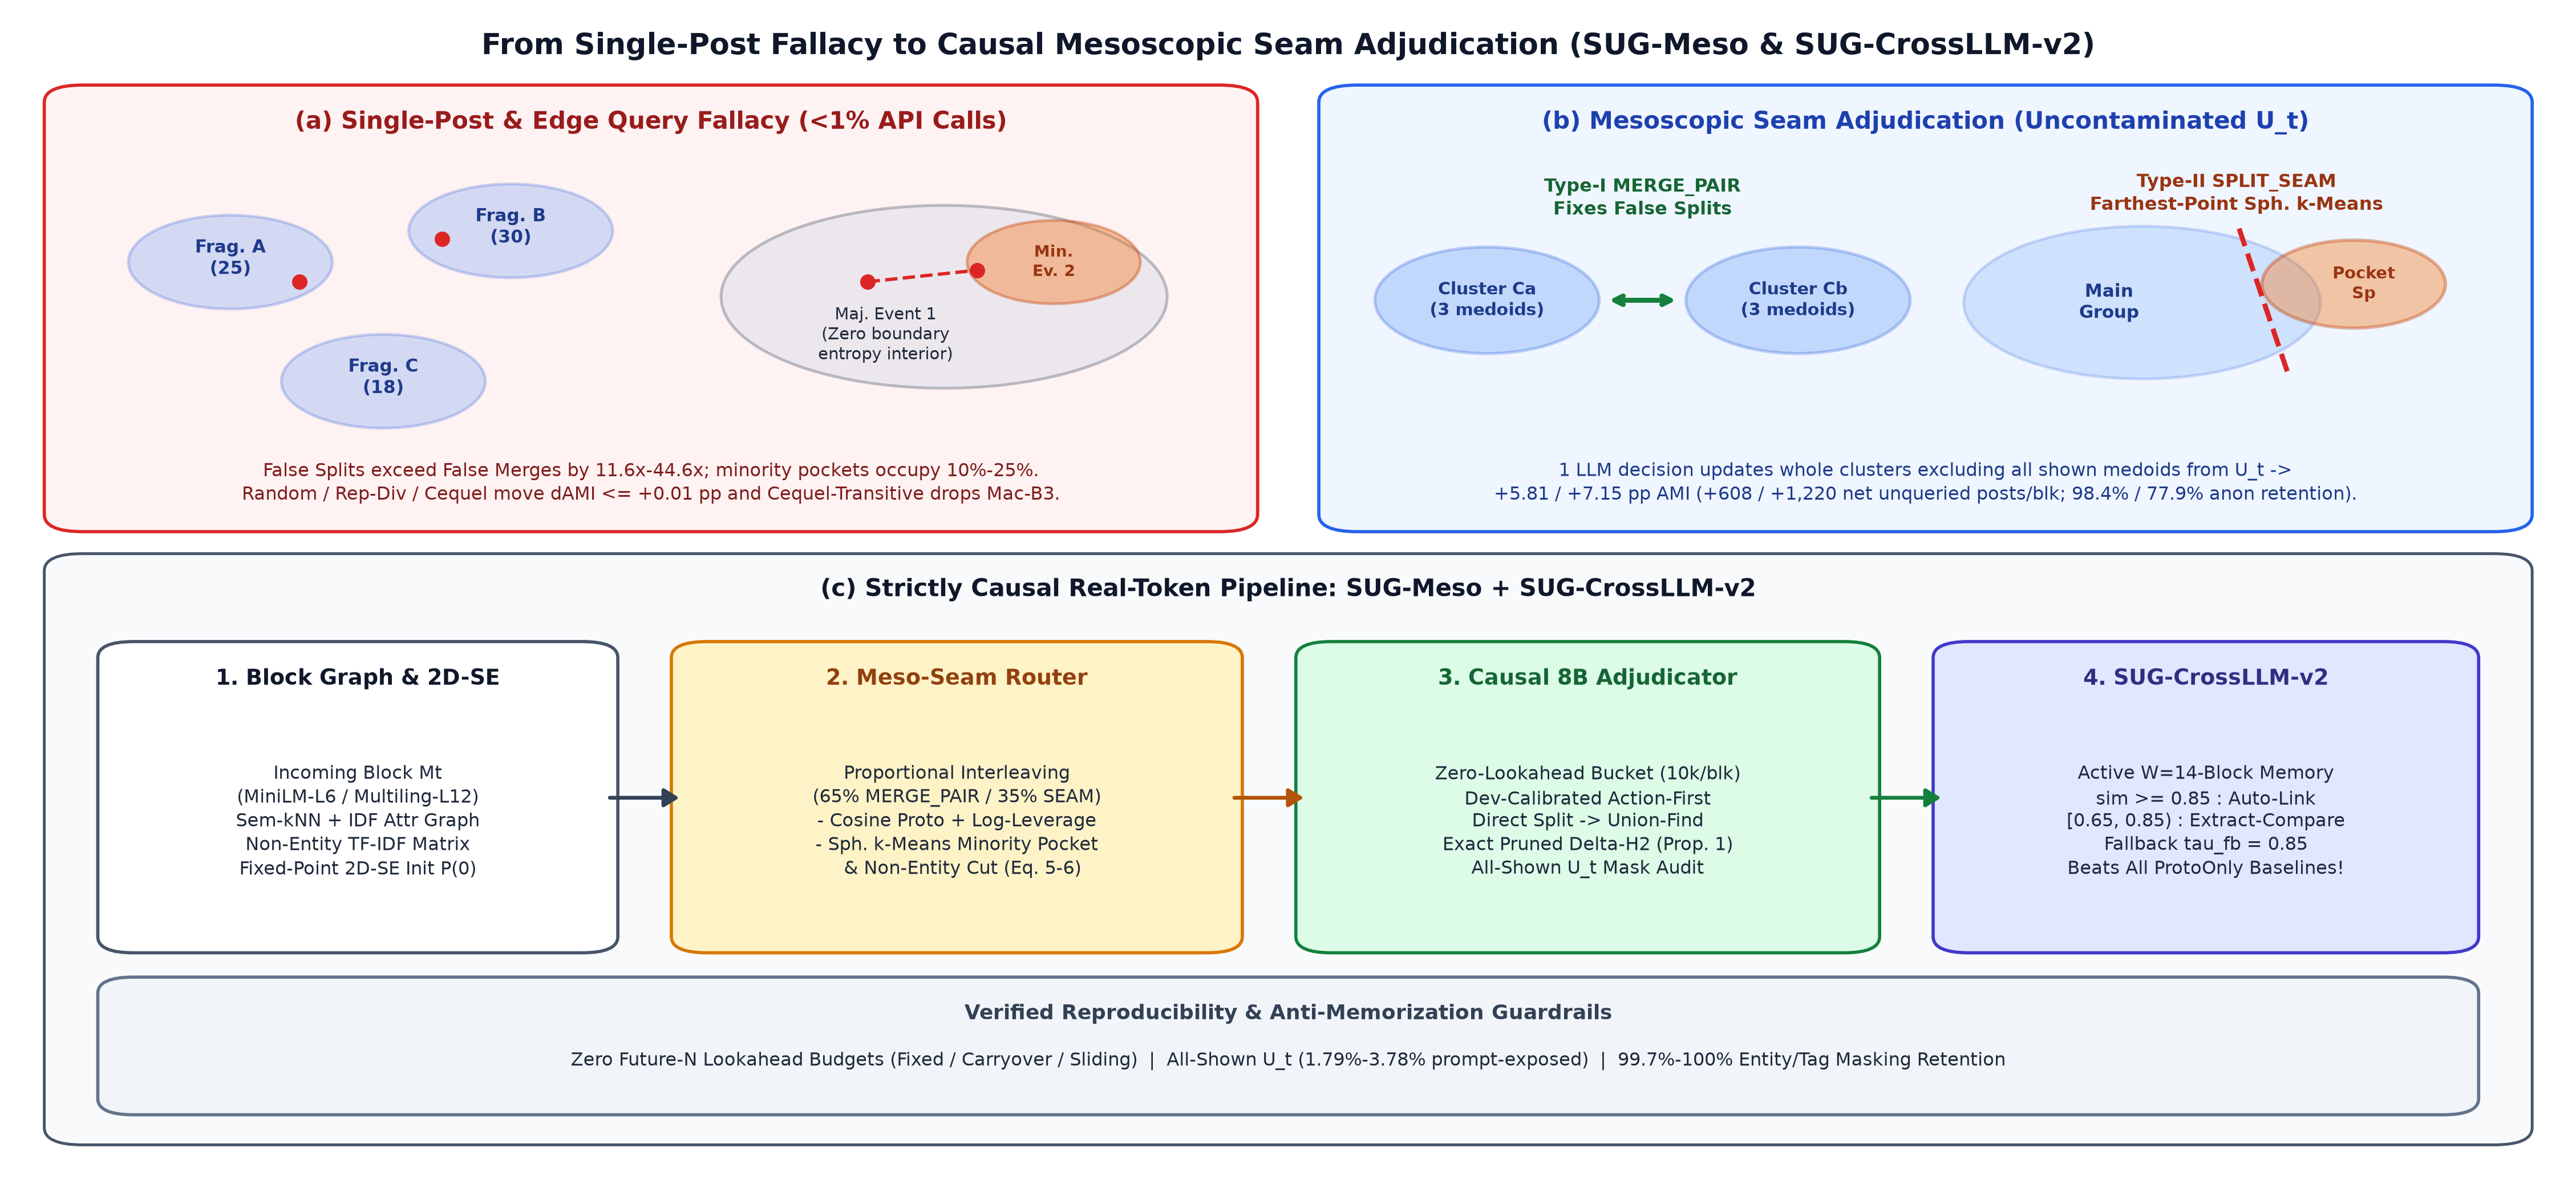 From Single-Post Fallacy to Causal Mesoscopic Seam Adjudication (SUG-Meso & SUG-CrossLLM-v2)
(a) Single-Post & Edge Query Fallacy (<1% API Calls)
Frag. A
(25)
Frag. B
(30)
Frag. C
(18)
Min.
Ev. 2
Maj. Event 1
(Zero boundary
entropy interior)
False Splits exceed False Merges by 11.6x-44.6x; minority pockets occupy 10%-25%.
Random / Rep-Div / Cequel move dAMI <= +0.01 pp and Cequel-Transitive drops Mac-B3.
(b) Mesoscopic Seam Adjudication (Uncontaminated U_t)
Type-I MERGE_PAIR
Fixes False Splits
Type-II SPLIT_SEAM
Farthest-Point Sph. k-Means
Cluster Ca
(3 medoids)
Cluster Cb
(3 medoids)
Main
Group
Pocket
Sp
1 LLM decision updates whole clusters excluding all shown medoids from U_t ->
+5.81 / +7.15 pp AMI (+608 / +1,220 net unqueried posts/blk; 98.4% / 77.9% anon retention).
(c) Strictly Causal Real-Token Pipeline: SUG-Meso + SUG-CrossLLM-v2
1. Block Graph & 2D-SE
Incoming Block Mt
(MiniLM-L6 / Multiling-L12)
Sem-kNN + IDF Attr Graph
Non-Entity TF-IDF Matrix
Fixed-Point 2D-SE Init P(0)
2. Meso-Seam Router
Proportional Interleaving
(65% MERGE_PAIR / 35% SEAM)
- Cosine Proto + Log-Leverage
- Sph. k-Means Minority Pocket
& Non-Entity Cut (Eq. 5-6)
3. Causal 8B Adjudicator
Zero-Lookahead Bucket (10k/blk)
Dev-Calibrated Action-First
Direct Split -> Union-Find
Exact Pruned Delta-H2 (Prop. 1)
All-Shown U_t Mask Audit
4. SUG-CrossLLM-v2
Active W=14-Block Memory
sim >= 0.85 : Auto-Link
[0.65, 0.85) : Extract-Compare
Fallback tau_fb = 0.85
Beats All ProtoOnly Baselines!
Verified Reproducibility & Anti-Memorization Guardrails
Zero Future-N Lookahead Budgets (Fixed / Carryover / Sliding) | All-Shown U_t (1.79%-3.78% prompt-exposed) | 99.7%-100% Entity/Tag Masking Retention